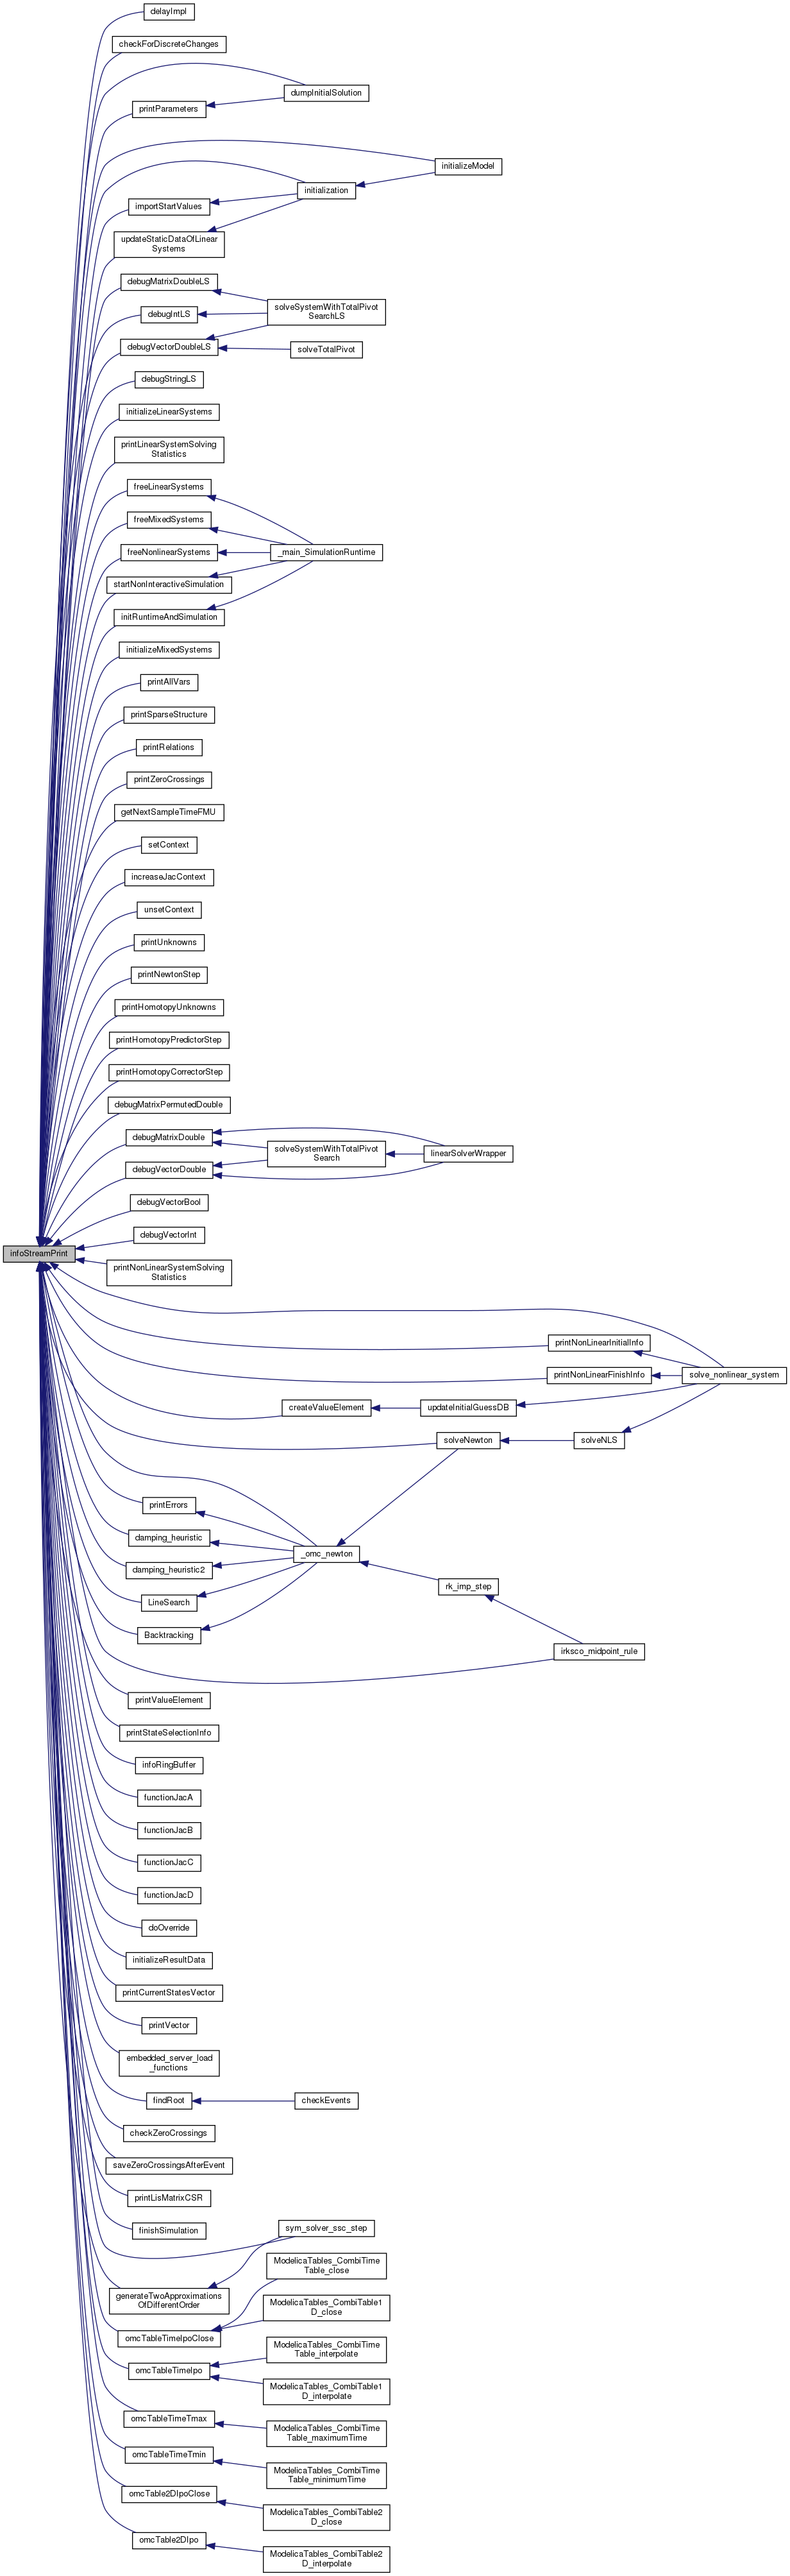 delayImpl
checkForDiscreteChanges
dumpInitialSolution
printParameters
initializeModel
initialization
importStartValues
updateStaticDataOfLinear
Systems
debugMatrixDoubleLS
solveSystemWithTotalPivot
SearchLS
debugIntLS
debugVectorDoubleLS
solveTotalPivot
debugStringLS
initializeLinearSystems
printLinearSystemSolving
Statistics
freeLinearSystems
freeMixedSystems
freeNonlinearSystems
_main_SimulationRuntime
startNonInteractiveSimulation
initRuntimeAndSimulation
initializeMixedSystems
printAllVars
printSparseStructure
printRelations
printZeroCrossings
getNextSampleTimeFMU
setContext
increaseJacContext
unsetContext
printUnknowns
printNewtonStep
printHomotopyUnknowns
printHomotopyPredictorStep
printHomotopyCorrectorStep
debugMatrixPermutedDouble
debugMatrixDouble
solveSystemWithTotalPivot
Search
linearSolverWrapper
debugVectorDouble
debugVectorBool
debugVectorInt
infoStreamPrint
printNonLinearSystemSolving
Statistics
printNonLinearInitialInfo
printNonLinearFinishInfo
solve_nonlinear_system
createValueElement
updateInitialGuessDB
solveNewton
solveNLS
printErrors
damping_heuristic
_omc_newton
damping_heuristic2
rk_imp_step
LineSearch
Backtracking
irksco_midpoint_rule
printValueElement
printStateSelectionInfo
infoRingBuffer
functionJacA
functionJacB
functionJacC
functionJacD
doOverride
initializeResultData
printCurrentStatesVector
printVector
embedded_server_load
_functions
findRoot
checkEvents
checkZeroCrossings
saveZeroCrossingsAfterEvent
printLisMatrixCSR
finishSimulation
sym_solver_ssc_step
generateTwoApproximations
OfDifferentOrder
ModelicaTables_CombiTime
Table_close
ModelicaTables_CombiTable1
D_close
omcTableTimeIpoClose
ModelicaTables_CombiTime
Table_interpolate
omcTableTimeIpo
ModelicaTables_CombiTable1
D_interpolate
omcTableTimeTmax
ModelicaTables_CombiTime
Table_maximumTime
omcTableTimeTmin
ModelicaTables_CombiTime
Table_minimumTime
omcTable2DIpoClose
ModelicaTables_CombiTable2
D_close
omcTable2DIpo
ModelicaTables_CombiTable2
D_interpolate